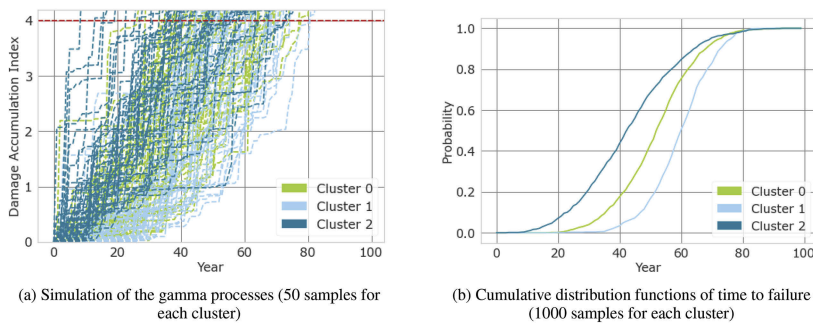 4
3
2
1
0
Damage Accumulation Index
Cluster 0
Cluster 1
Cluster 2
0 20 40 60 80 100
Year
(a) Simulation of the gamma processes (50 samples for
each cluster)
1.0
0.8
0.6
0.4
0.2
0.0
Probability
Cluster 0
Cluster 1
Cluster 2
0 20 40 60 80 100
Year
(b) Cumulative distribution functions of time to failure
(1000 samples for each cluster)